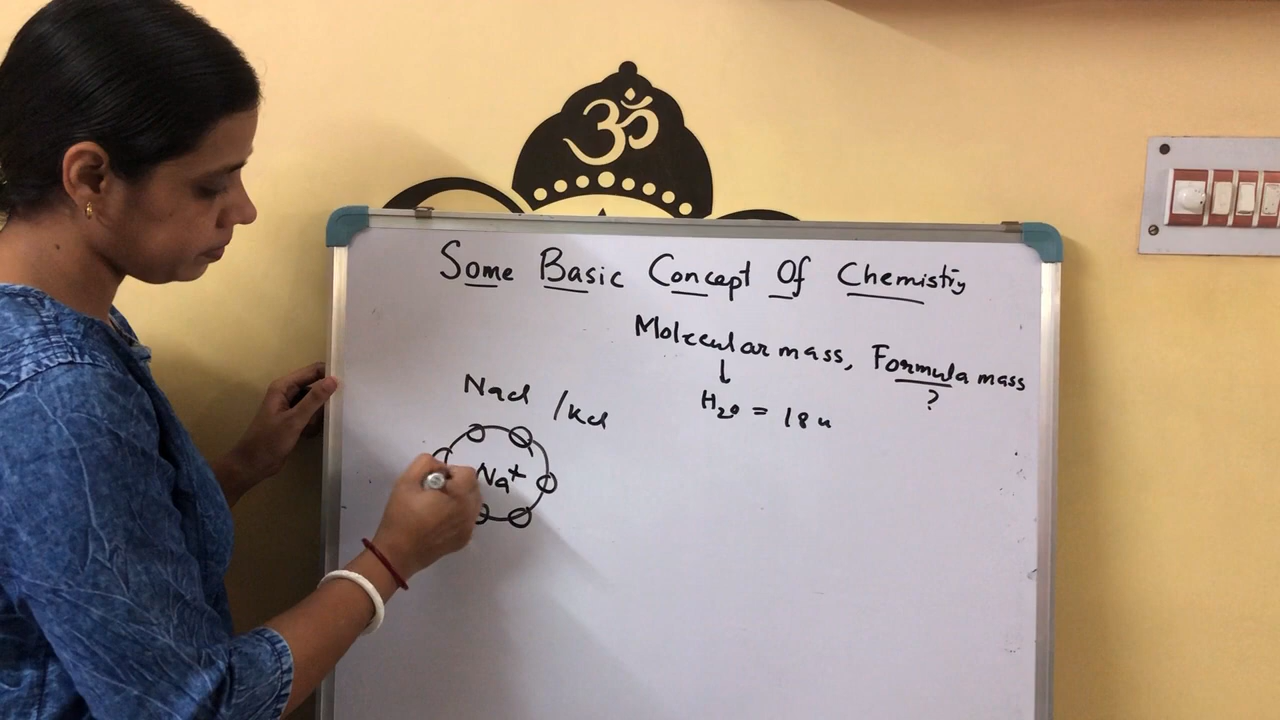 ॐ
Some Basic Concept Of Chemistry
Molecular mass, Formula mass
?
H₂O = 18 u
NaCl / KCl
Na⁺